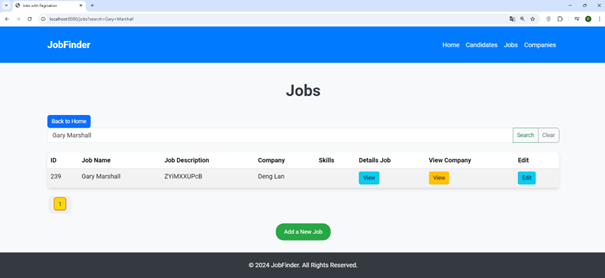 Jobs with Pagination
localhost:8080/jobs?search=Gary+Marshall
JobFinder
Home Candidates Jobs Companies
Jobs
Back to Home
Gary Marshall Search Clear
ID Job Name Job Description Company Skills Details Job View Company Edit
239 Gary Marshall ZYiMXXUPcB Deng Lan View View Edit
1
Add a New Job
© 2024 JobFinder. All Rights Reserved.